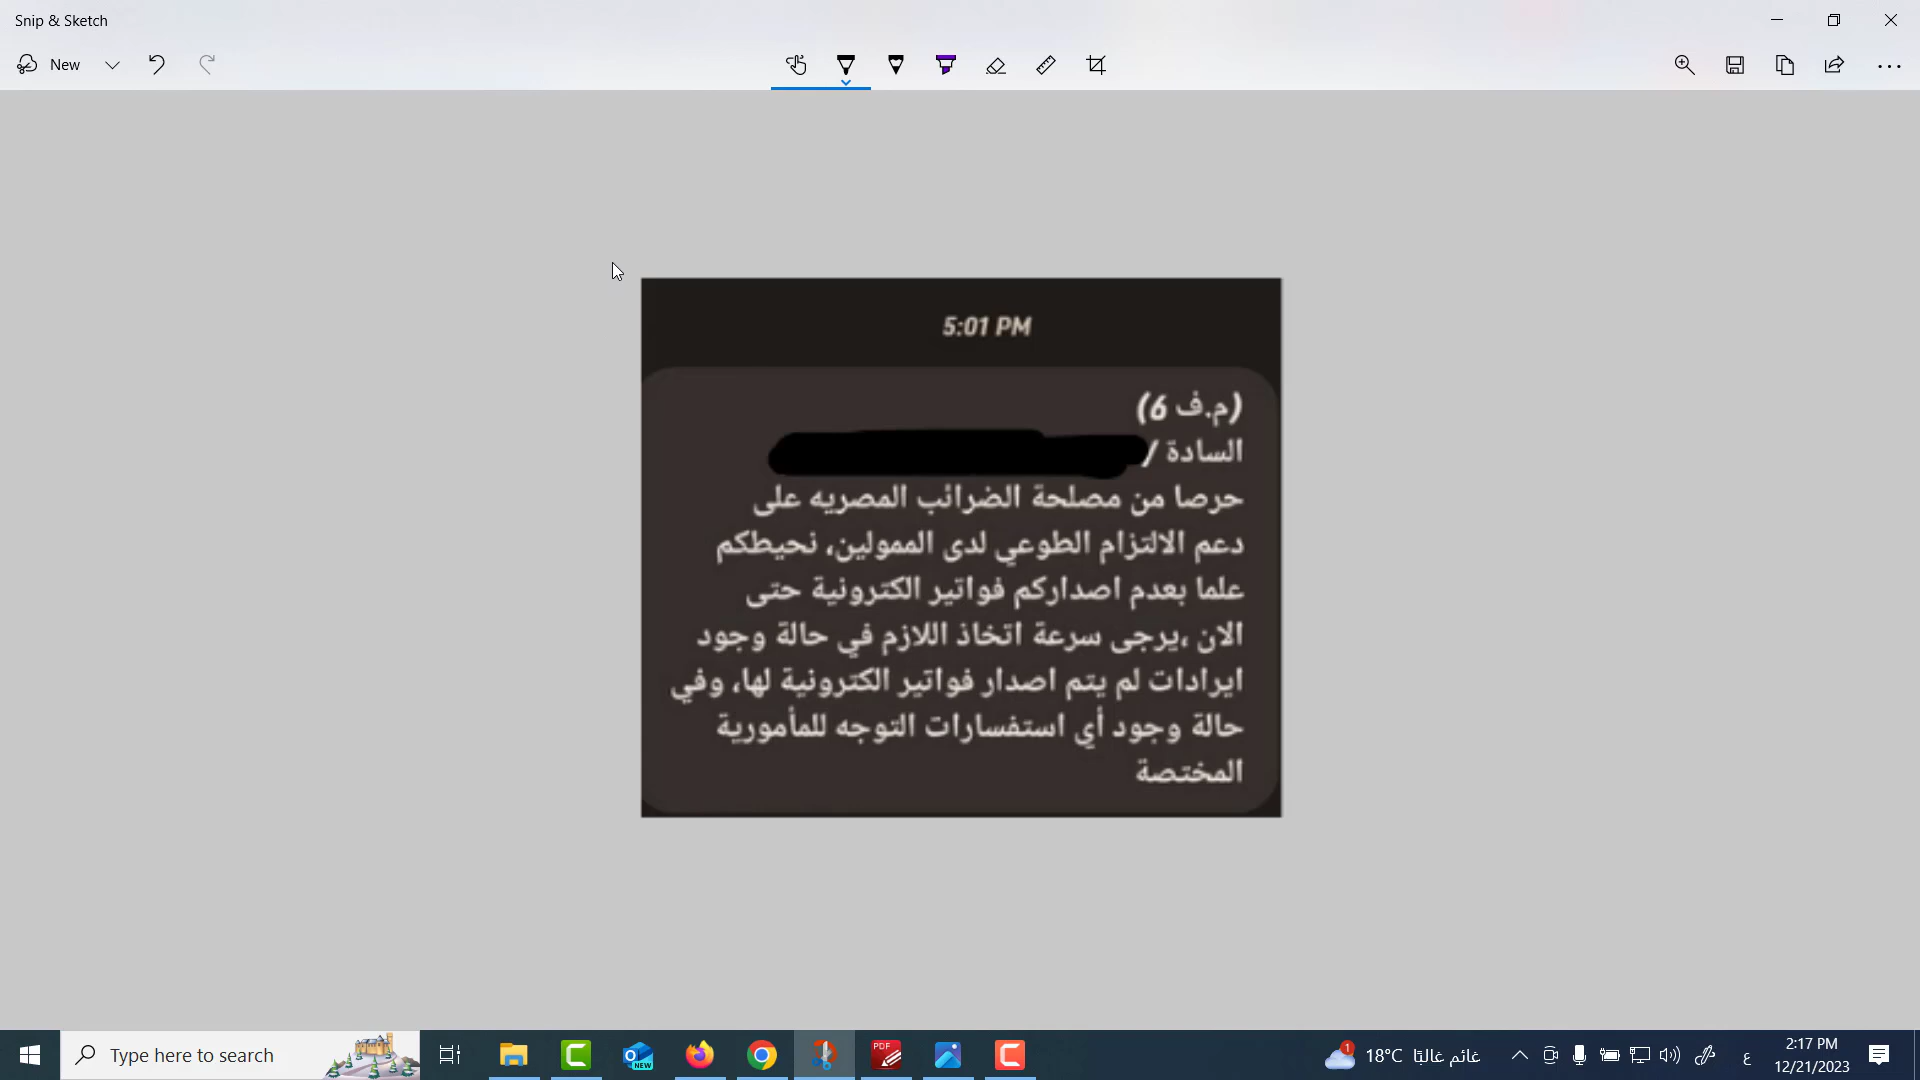 Snip & Sketch
New
5:01 PM
(م.ف 6)
السادة /
حرصا من مصلحة الضرائب المصريه على
دعم الالتزام الطوعي لدى الممولين، نحيطكم
علما بعدم اصداركم فواتير الكترونية حتى
الان ،يرجى سرعة اتخاذ اللازم في حالة وجود
ايرادات لم يتم اصدار فواتير الكترونية لها، وفي
حالة وجود أي استفسارات التوجه للمأمورية
المختصة
Type here to search
NEW
PDF
1
18°C غائم غالبًا
ع
2:17 PM
12/21/2023